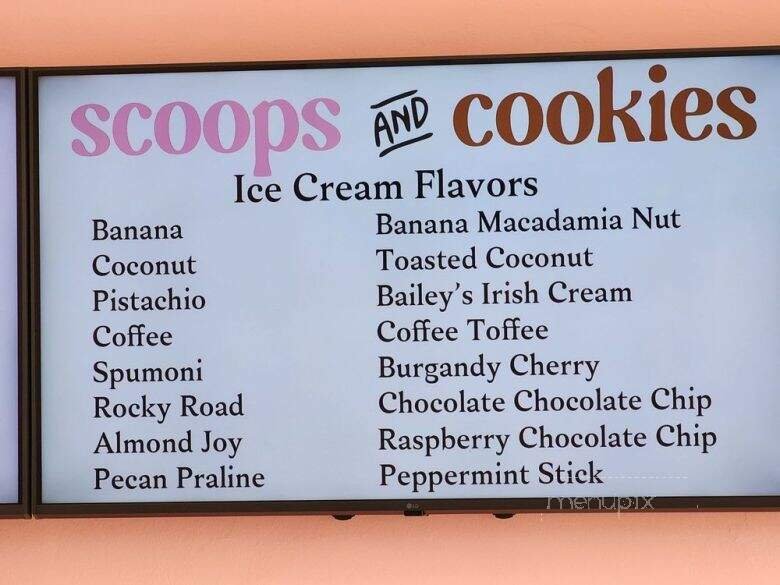 scoops AND cookies
Ice Cream Flavors
Banana
Coconut
Pistachio
Coffee
Spumoni
Rocky Road
Almond Joy
Pecan Praline
Banana Macadamia Nut
Toasted Coconut
Bailey's Irish Cream
Coffee Toffee
Burgandy Cherry
Chocolate Chocolate Chip
Raspberry Chocolate Chip
Peppermint Stick
menupix
LG